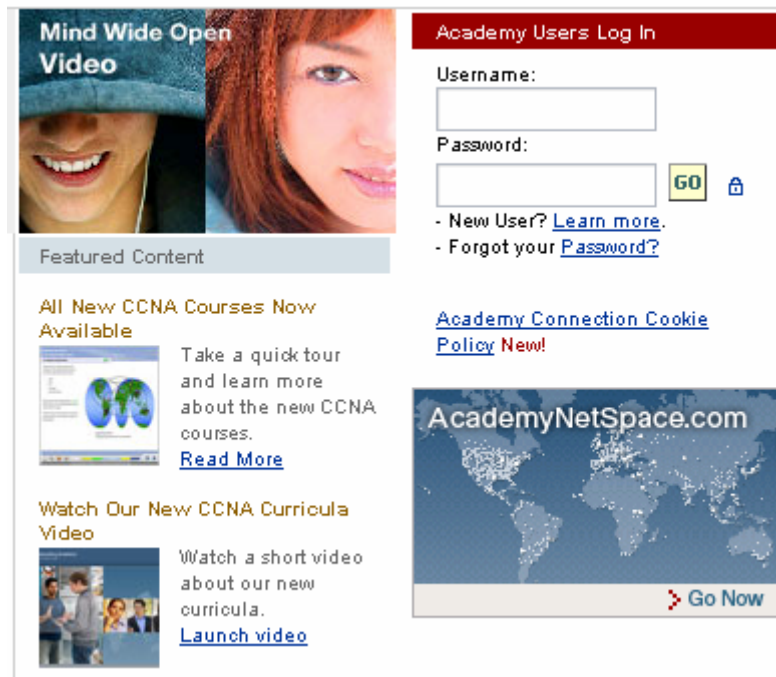 Mind Wide Open
Video
Featured Content
All New CCNA Courses Now
Available
Take a quick tour
and learn more
about the new CCNA
courses.
Read More
Watch Our New CCNA Curricula
Video
Watch a short video
about our new
curricula.
Launch video
Academy Users Log In
Username:
Password:
GO
- New User? Learn more.
- Forgot your Password?
Academy Connection Cookie
Policy New!
AcademyNetSpace.com
Go Now